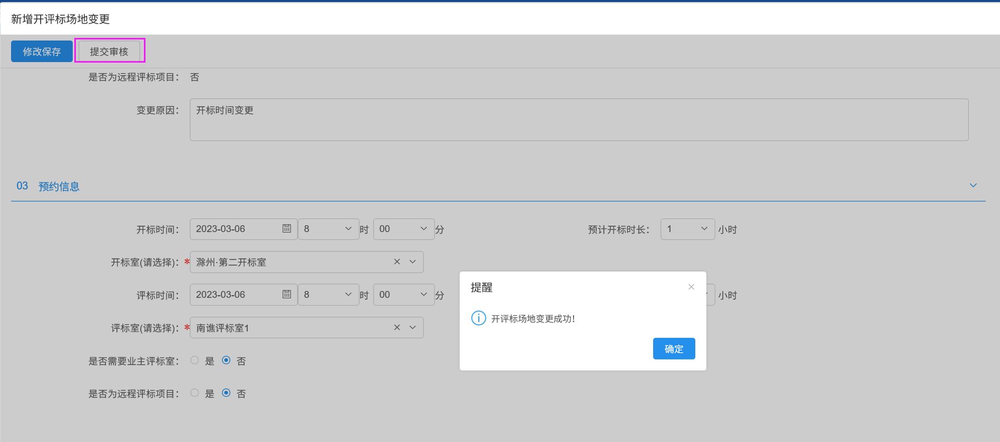 新增开评标场地变更
修改保存 提交审核
是否为远程评标项目： 否
变更原因： 开标时间变更
03 预约信息
开标时间： 2023-03-06 8 时 00 分 预计开标时长： 1 小时
开标室(请选择)： * 滁州·第二开标室
评标时间： 2023-03-06 8 时 00 分 小时
评标室(请选择)： * 南谯评标室1
是否需要业主评标室： 是 否
是否为远程评标项目： 是 否
提醒
开评标场地变更成功！
确定